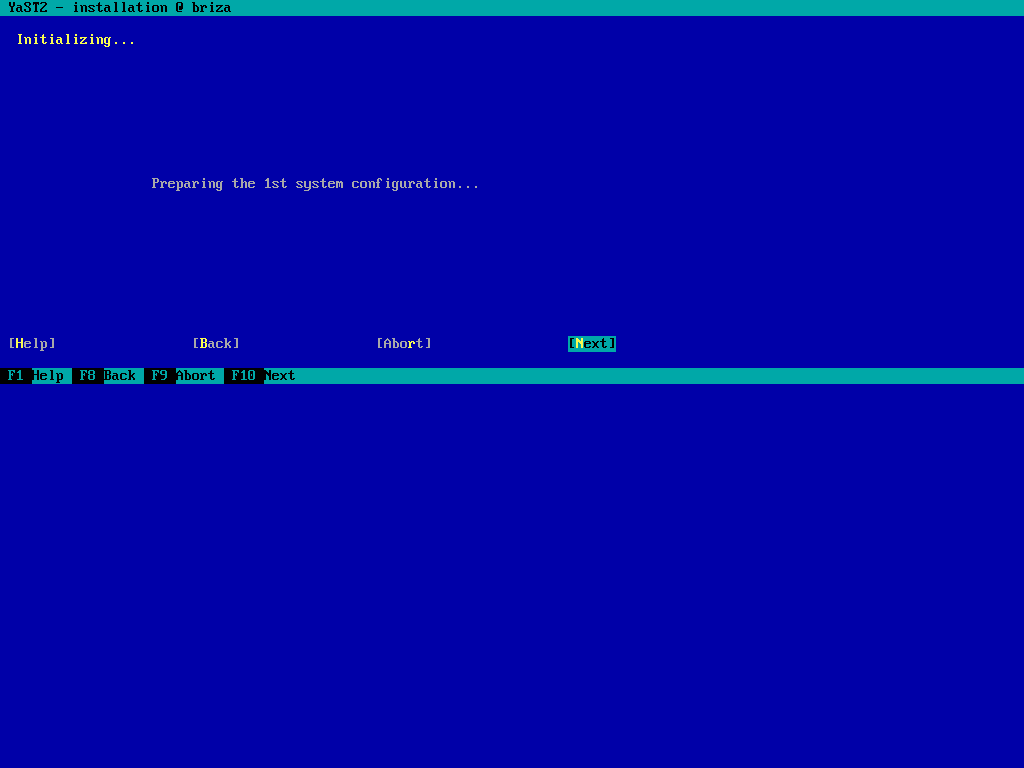 YaST2 - installation @ briza
Initializing...
Preparing the 1st system configuration...
[Help] [Back] [Abort] [Next]
F1 Help F8 Back F9 Abort F10 Next